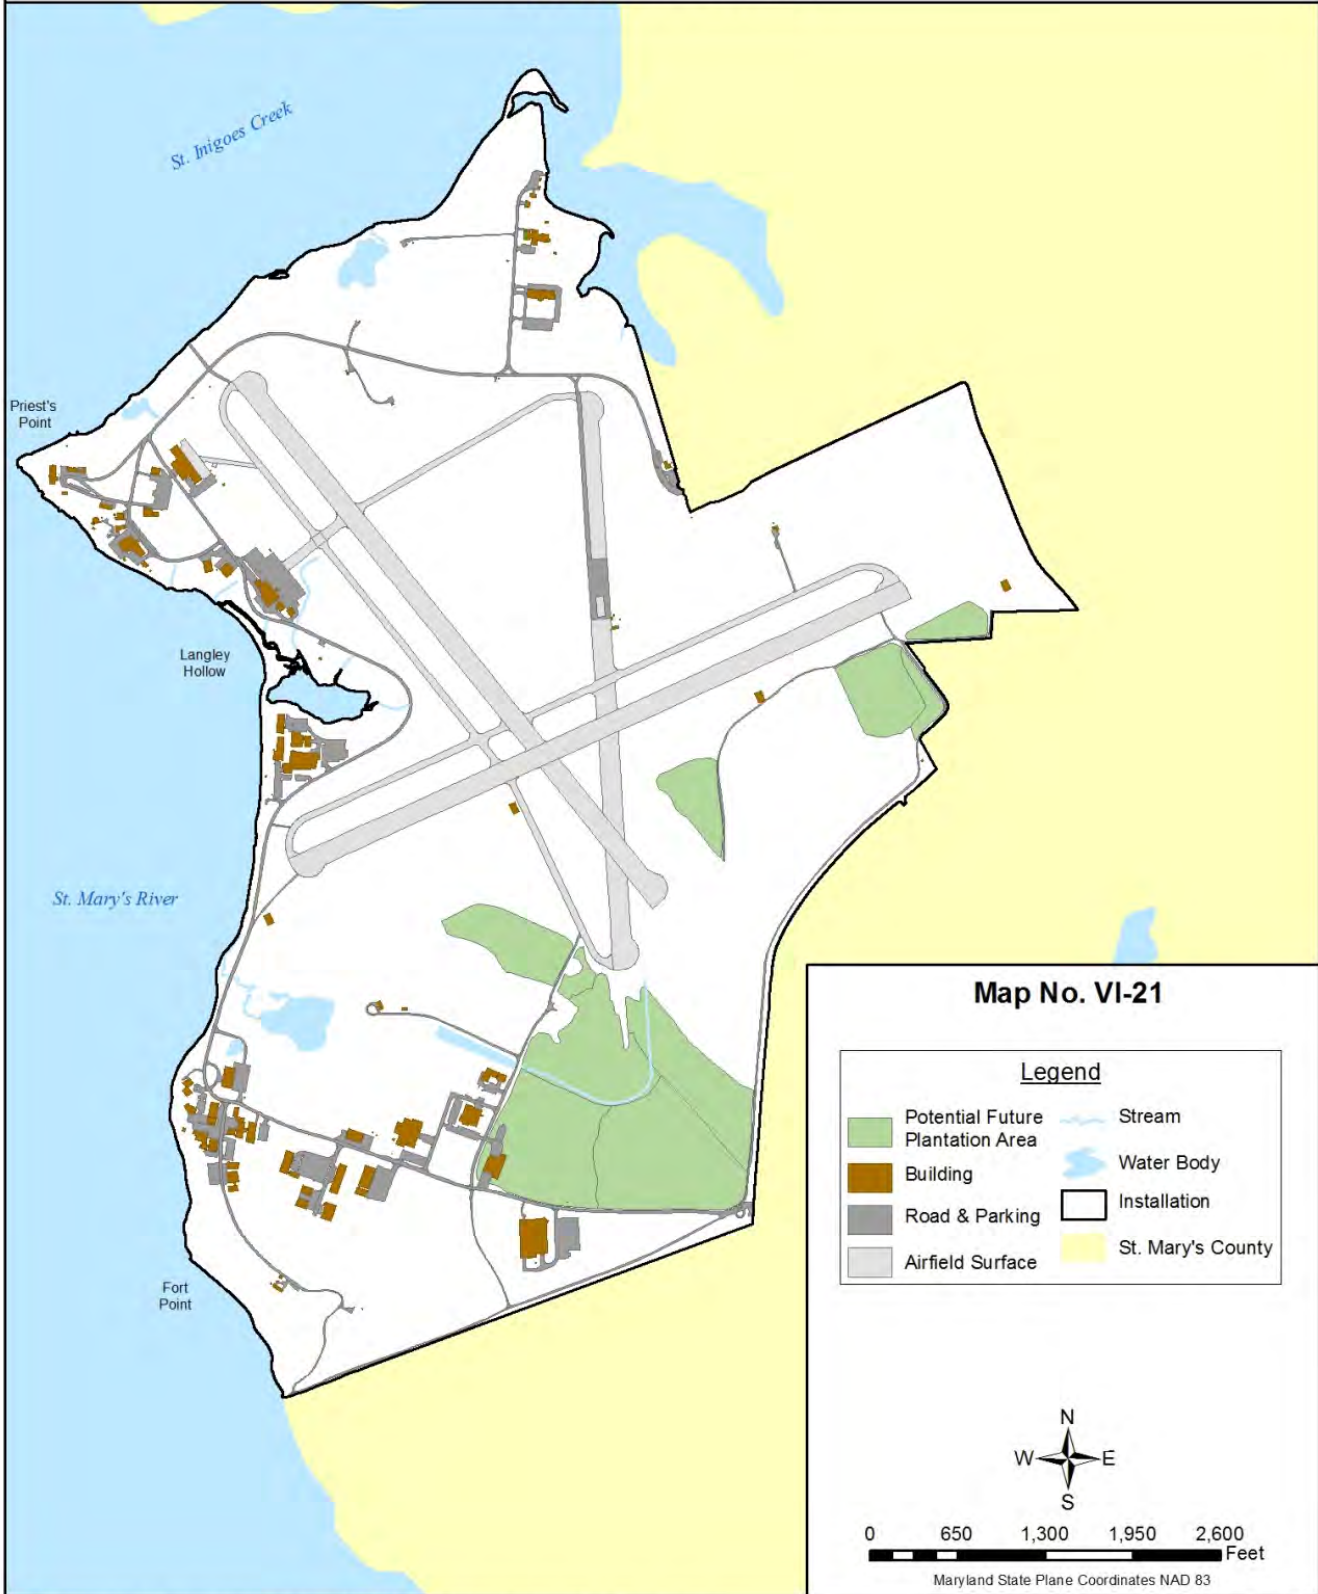 St. Inigoes Creek
Priest's
Point
Langley
Hollow
St. Mary's River
Fort
Point
Map No. VI-21
Legend
Potential Future
Plantation Area
Building
Road & Parking
Airfield Surface
Stream
Water Body
Installation
St. Mary's County
N
W E
S
0 650 1,300 1,950 2,600
Feet
Maryland State Plane Coordinates NAD 83